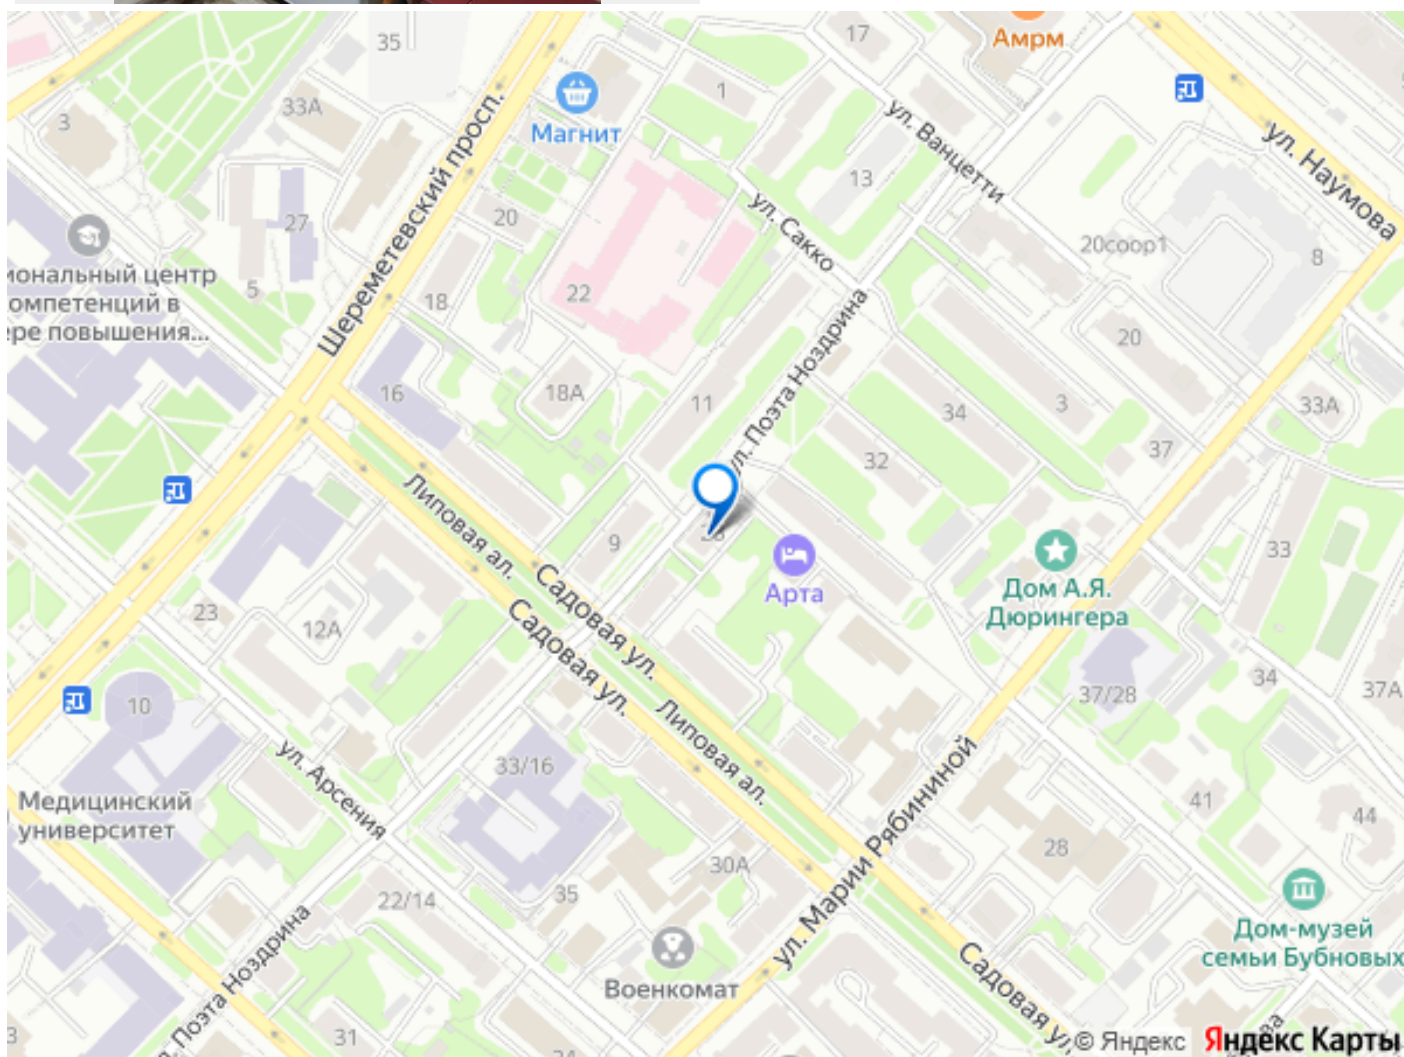 35
Амрм
17
33А
3
Магнит
1
ул. Ванцетти
ул. Наумова
Шереметевский просп.
13
20
27
ул. Сакко
20соор1
8
иональный центр
омпетенций в
ере повышения...
5
18
22
ул. Поэта Ноздрина
20
16
18А
11
34
3
33А
32
37
Липовая ал.
9
Садовая ул.
Арта
Дом А.Я.
Дюрингера
33
23
12А
Садовая ул.
34
37А
37/28
10
Липовая ал.
ул. Арсения
33/16
ул. Марии Рябининой
Медицинский
университет
41
44
28
30А
35
22/14
Дом-музей
семьи Бубновых
Военкомат
Поэта Ноздрина
Садовая ул.
31
© Яндекс
Яндекс Карты